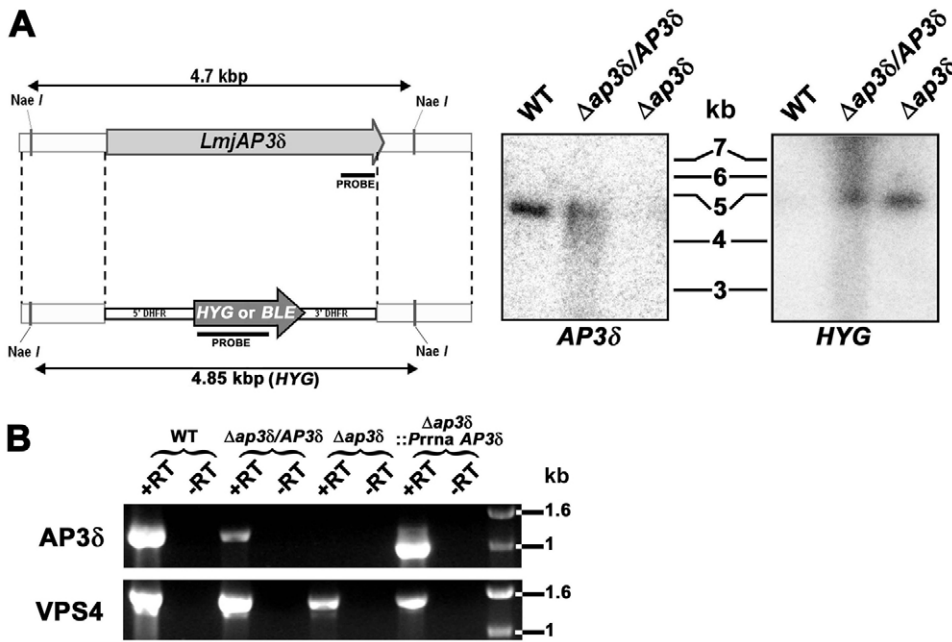 A
4.7 kbp
Nae I
Nae I
LmjAP3δ
PROBE
5' DHFR
HYG or BLE
3' DHFR
PROBE
Nae I
Nae I
4.85 kbp (HYG)
WT
Δap3δ/AP3δ
Δap3δ
kb
WT
Δap3δ/AP3δ
Δap3δ
7
6
5
4
3
AP3δ
HYG
B
WT
Δap3δ/AP3δ
Δap3δ
Δap3δ
::Prrna AP3δ
+RT
-RT
+RT
-RT
+RT
-RT
+RT
-RT
kb
AP3δ
1.6
1
VPS4
1.6
1